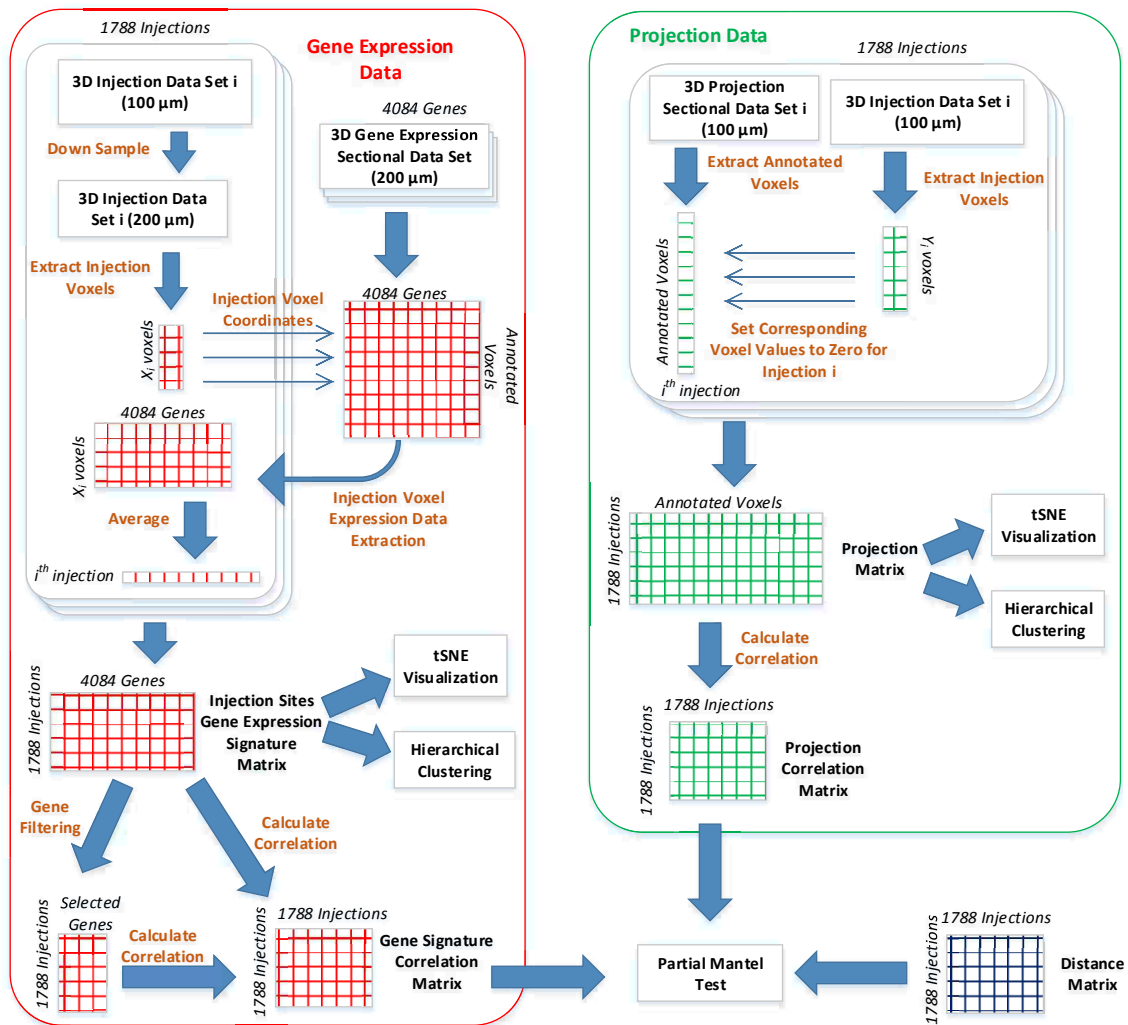 1788 Injections
Gene Expression
Data
3D Injection Data Set i
(100 µm)
Down Sample
3D Injection Data
Set i (200 µm)
4084 Genes
3D Gene Expression
Sectional Data Set
(200 µm)
Extract Injection
Voxels
Injection Voxel
Coordinates
4084 Genes
Annotated
Voxels
Xi voxels
4084 Genes
Xi voxels
Average
Injection Voxel
Expression Data
Extraction
ith injection
4084 Genes
1788 Injections
Injection Sites
Gene Expression
Signature
Matrix
tSNE
Visualization
Hierarchical
Clustering
Gene
Filtering
Calculate
Correlation
Selected
Genes
1788 Injections
Calculate
Correlation
1788 Injections
1788 Injections
Gene Signature
Correlation
Matrix
Projection Data
1788 Injections
3D Projection
Sectional Data Set i
(100 µm)
3D Injection Data Set i
(100 µm)
Extract Annotated
Voxels
Extract Injection
Voxels
Annotated Voxels
Yi voxels
Set Corresponding
Voxel Values to Zero for
Injection i
ith injection
Annotated Voxels
1788 Injections
Projection
Matrix
tSNE
Visualization
Hierarchical
Clustering
Calculate
Correlation
1788 Injections
1788 Injections
Projection
Correlation
Matrix
Partial Mantel
Test
1788 Injections
1788 Injections
Distance
Matrix